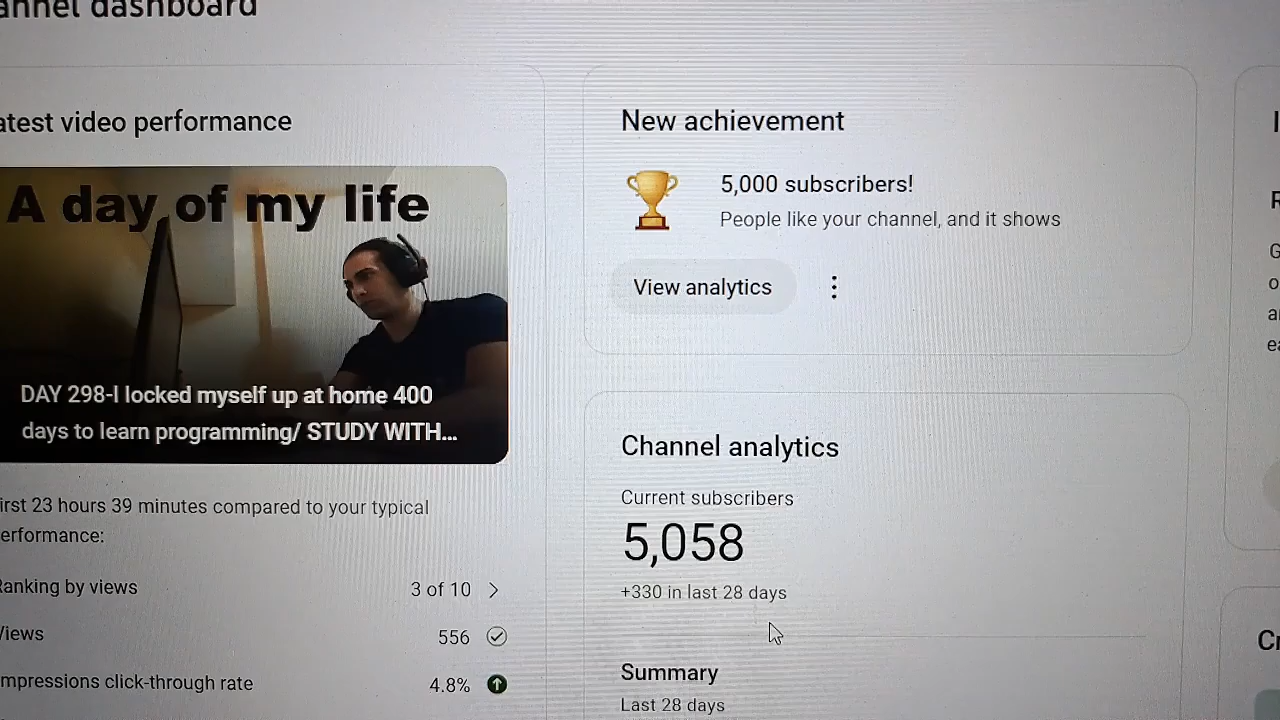 annel dashboard
atest video performance
A day of my life
DAY 298-I locked myself up at home 400
days to learn programming/ STUDY WITH...
irst 23 hours 39 minutes compared to your typical
erformance:
Ranking by views 3 of 10
Views 556
mpressions click-through rate 4.8%
New achievement
5,000 subscribers!
People like your channel, and it shows
View analytics
Channel analytics
Current subscribers
5,058
+330 in last 28 days
Summary
Last 28 days